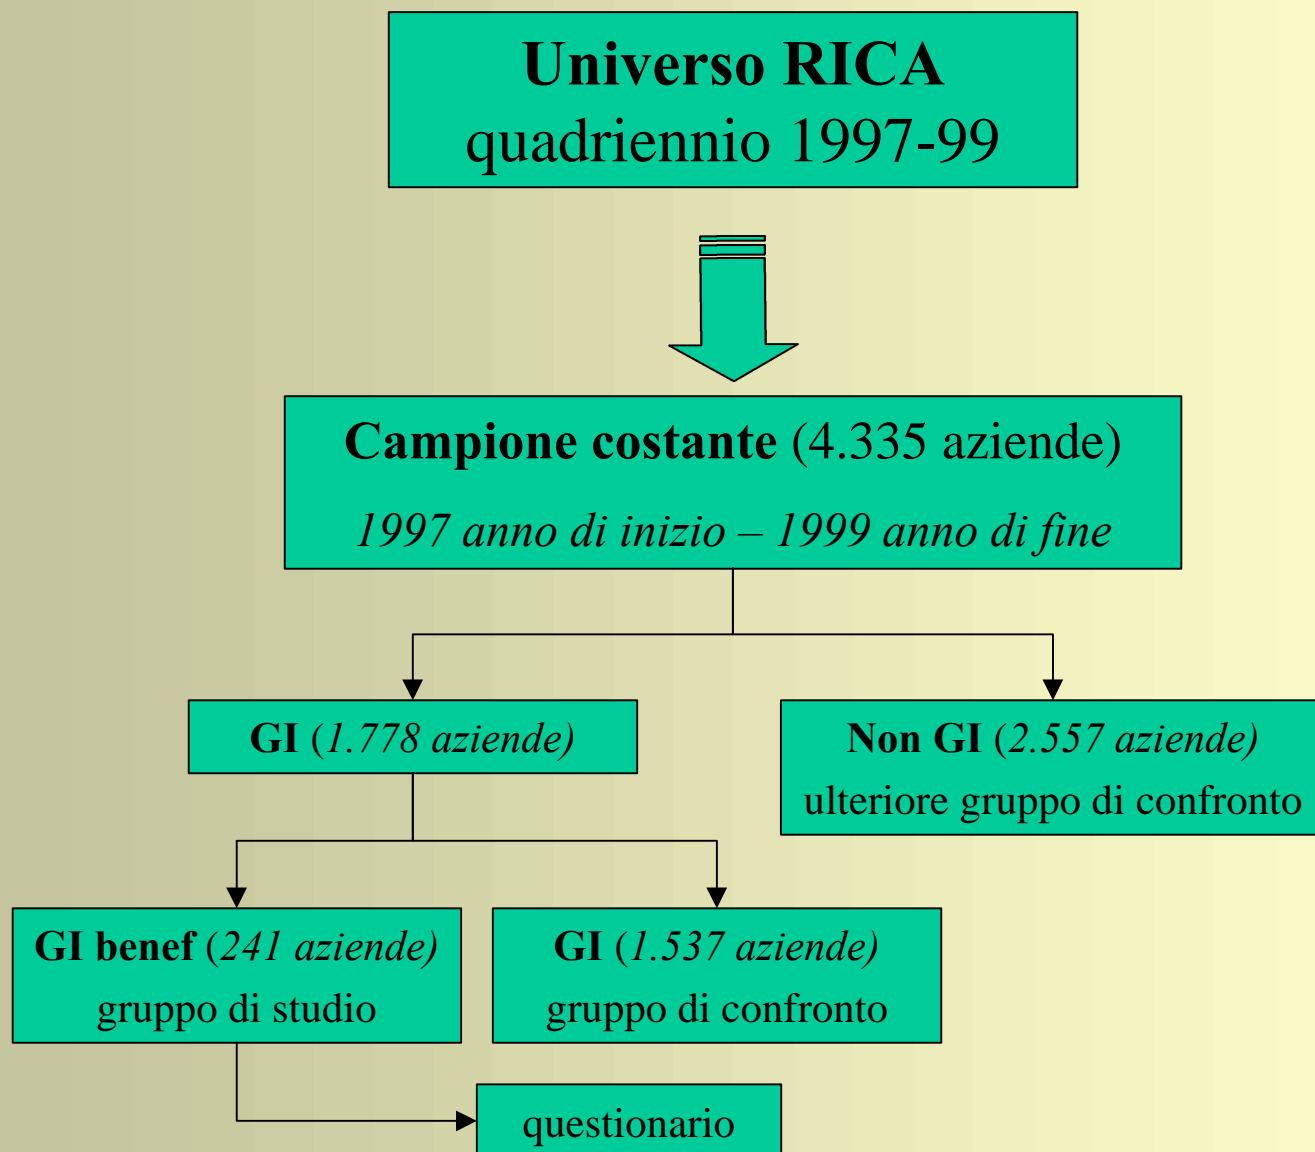 Universo RICA
quadriennio 1997-99
Campione costante (4.335 aziende)
1997 anno di inizio – 1999 anno di fine
GI (1.778 aziende)
Non GI (2.557 aziende)
ulteriore gruppo di confronto
GI benef (241 aziende)
gruppo di studio
GI (1.537 aziende)
gruppo di confronto
questionario